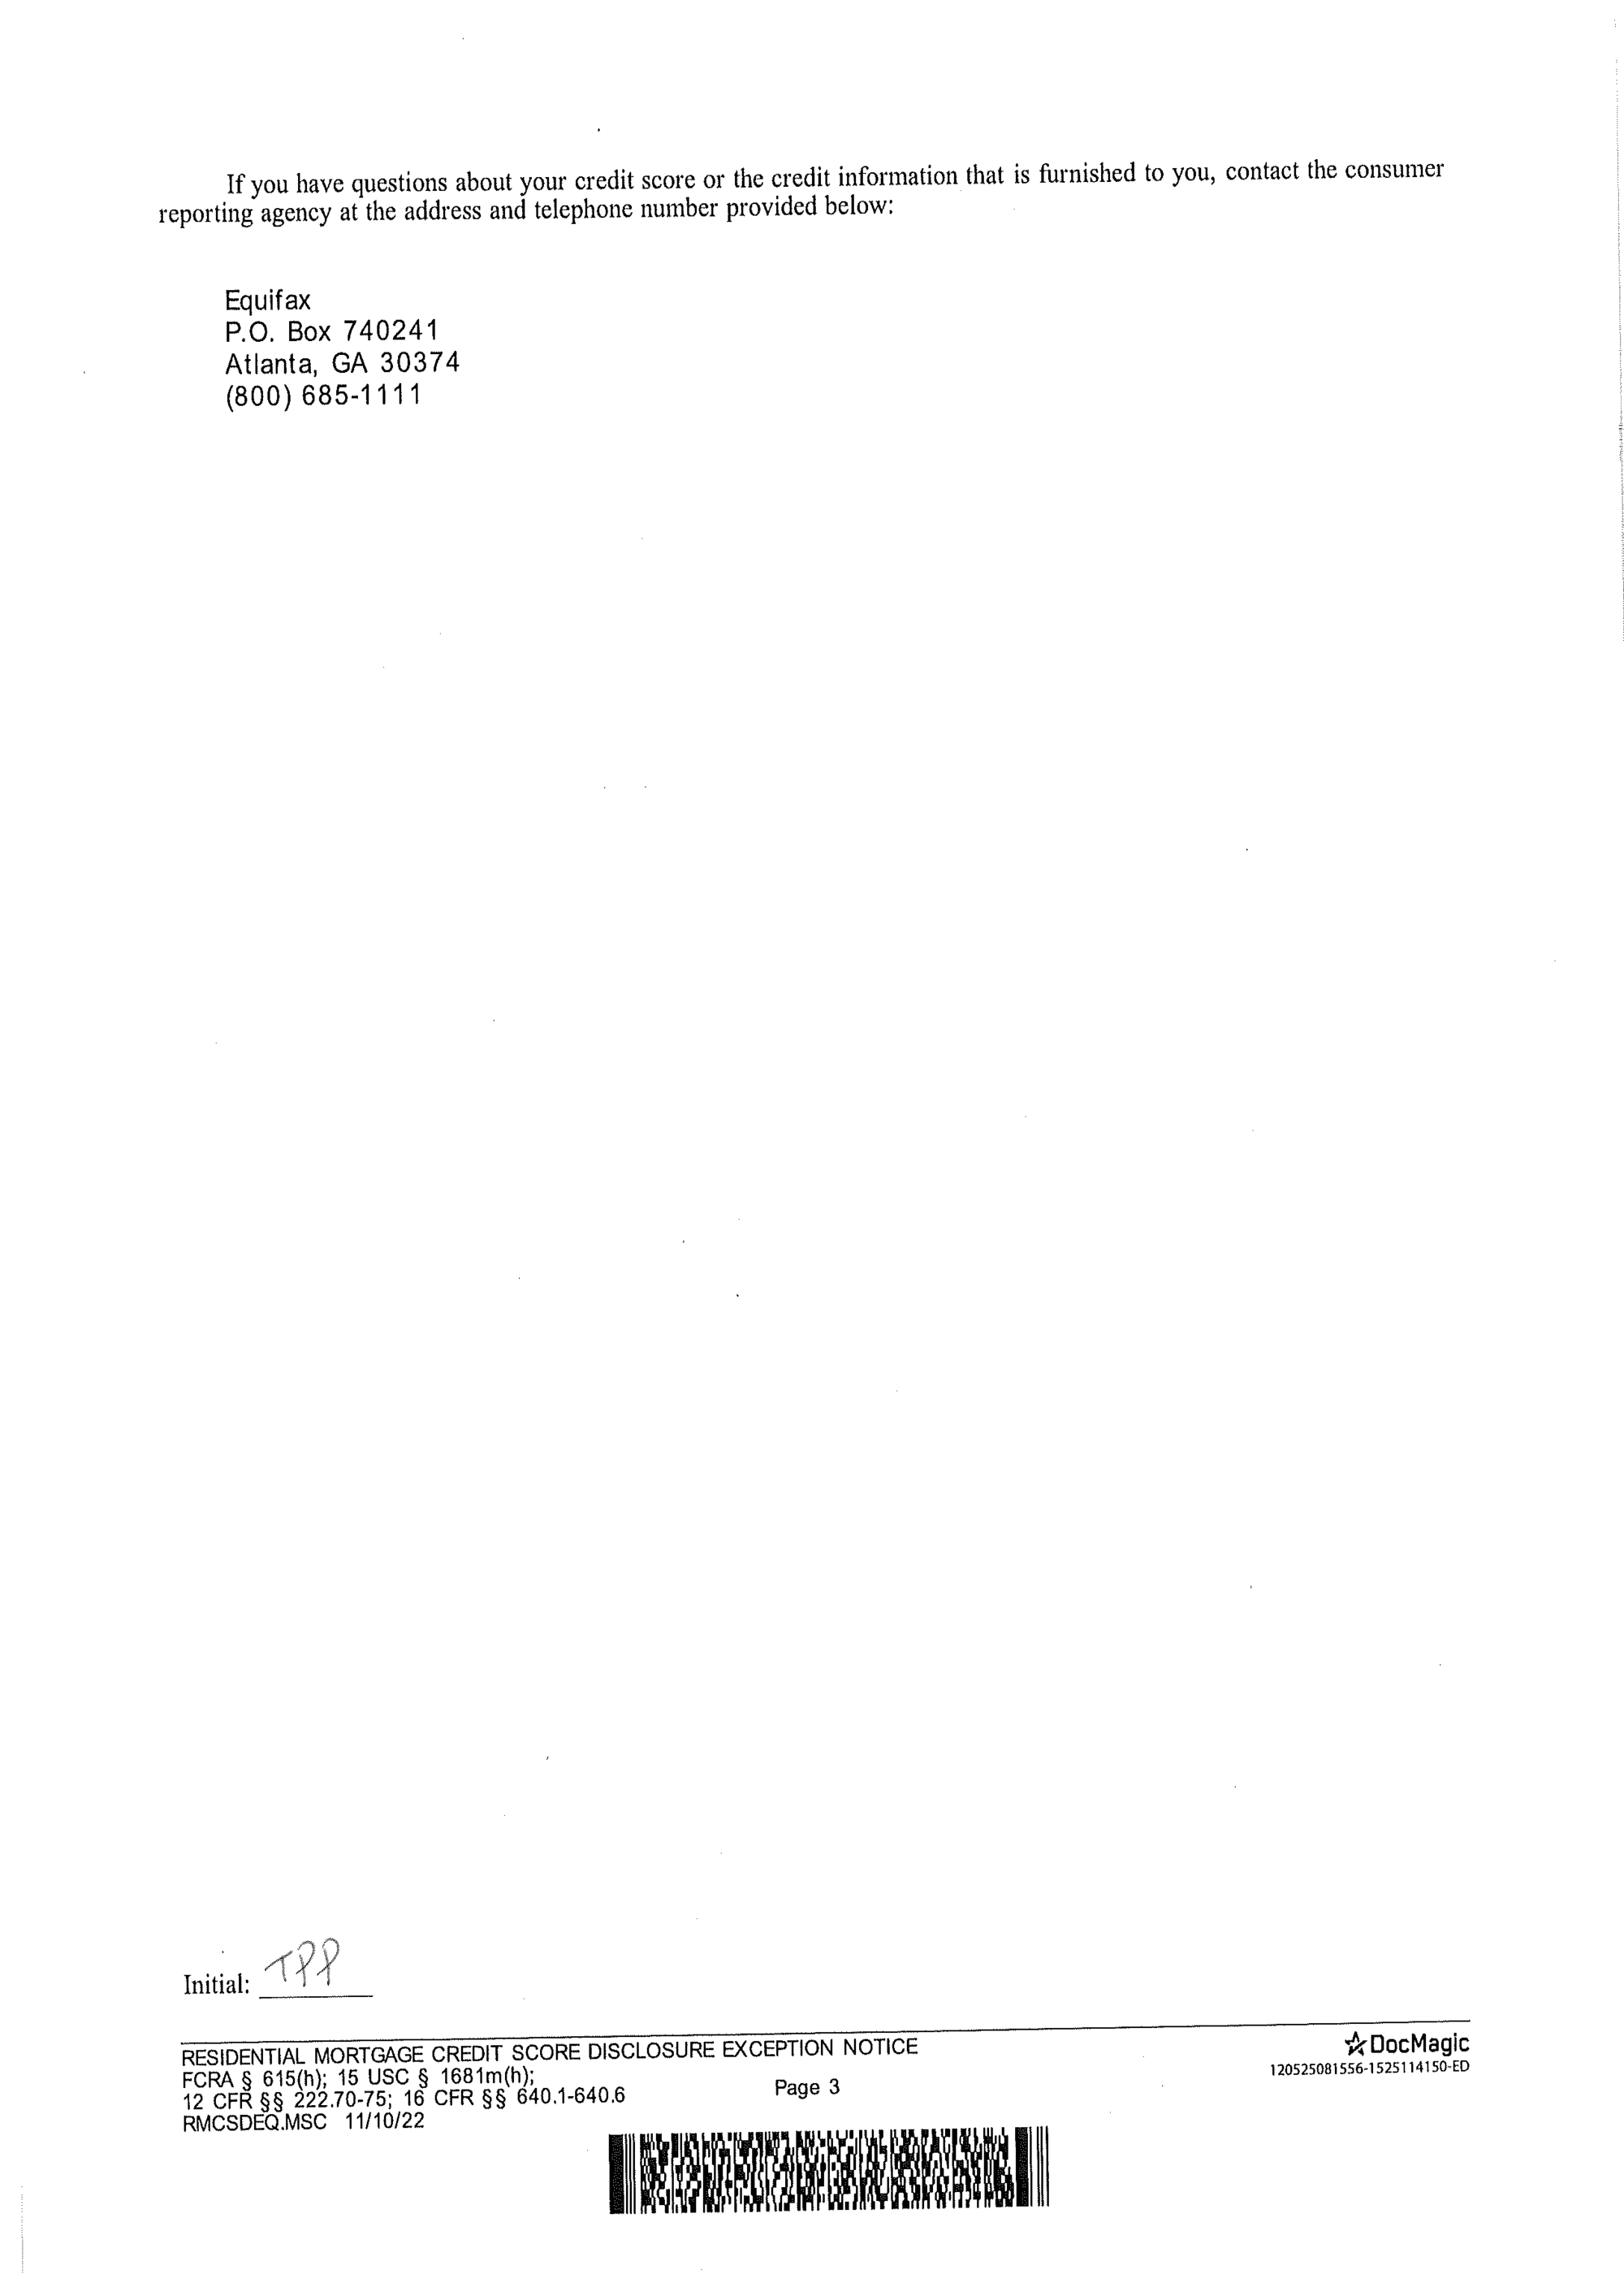 If you have questions about your credit score or the credit information that is furnished to you, contact the consumer
reporting agency at the address and telephone number provided below:
Equifax
P.O. Box 740241
Atlanta, GA 30374
(800) 685-1111
Initial: TPP
RESIDENTIAL MORTGAGE CREDIT SCORE DISCLOSURE EXCEPTION NOTICE
FCRA § 615(h); 15 USC § 1681m(h);
12 CFR §§ 222.70-75; 16 CFR §§ 640.1-640.6
RMCSDEQ.MSC 11/10/22
Page 3
DocMagic
120525081556-1525114150-ED